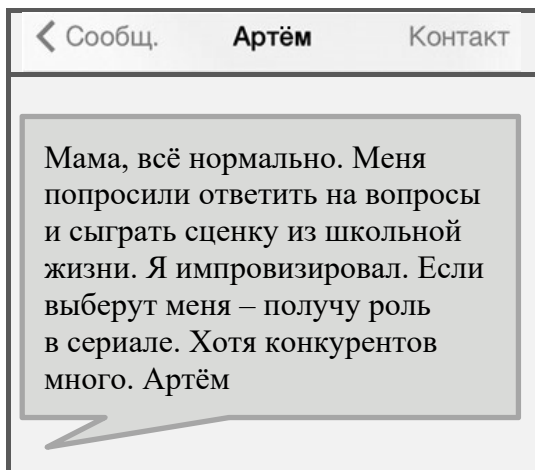 Сообщ. Артём Контакт
Мама, всё нормально. Меня
попросили ответить на вопросы
и сыграть сценку из школьной
жизни. Я импровизировал. Если
выберут меня – получу роль
в сериале. Хотя конкурентов
много. Артём